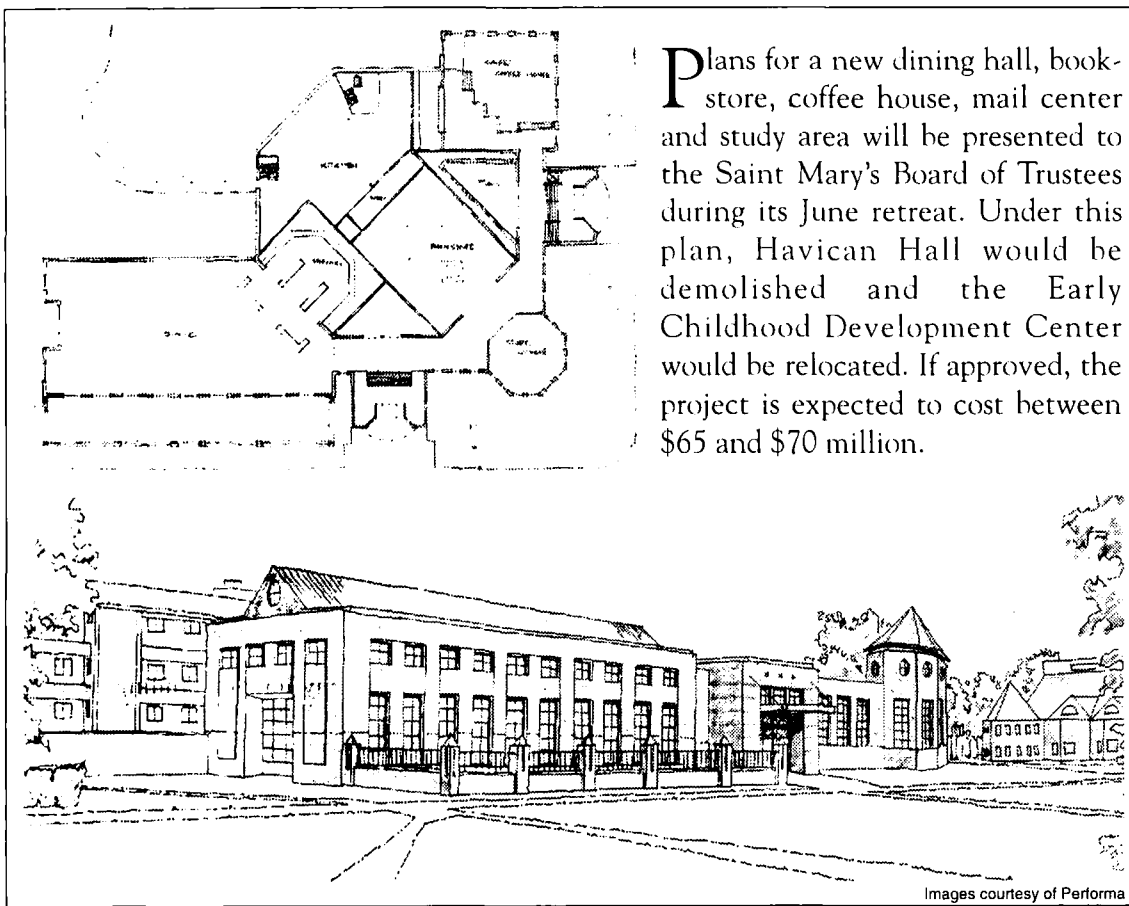 Plans for a new dining hall, book-
store, coffee house, mail center
and study area will be presented to
the Saint Mary's Board of Trustees
during its June retreat. Under this
plan, Havican Hall would be
demolished and the Early
Childhood Development Center
would be relocated. If approved, the
project is expected to cost between
$65 and $70 million.
Images courtesy of Performa